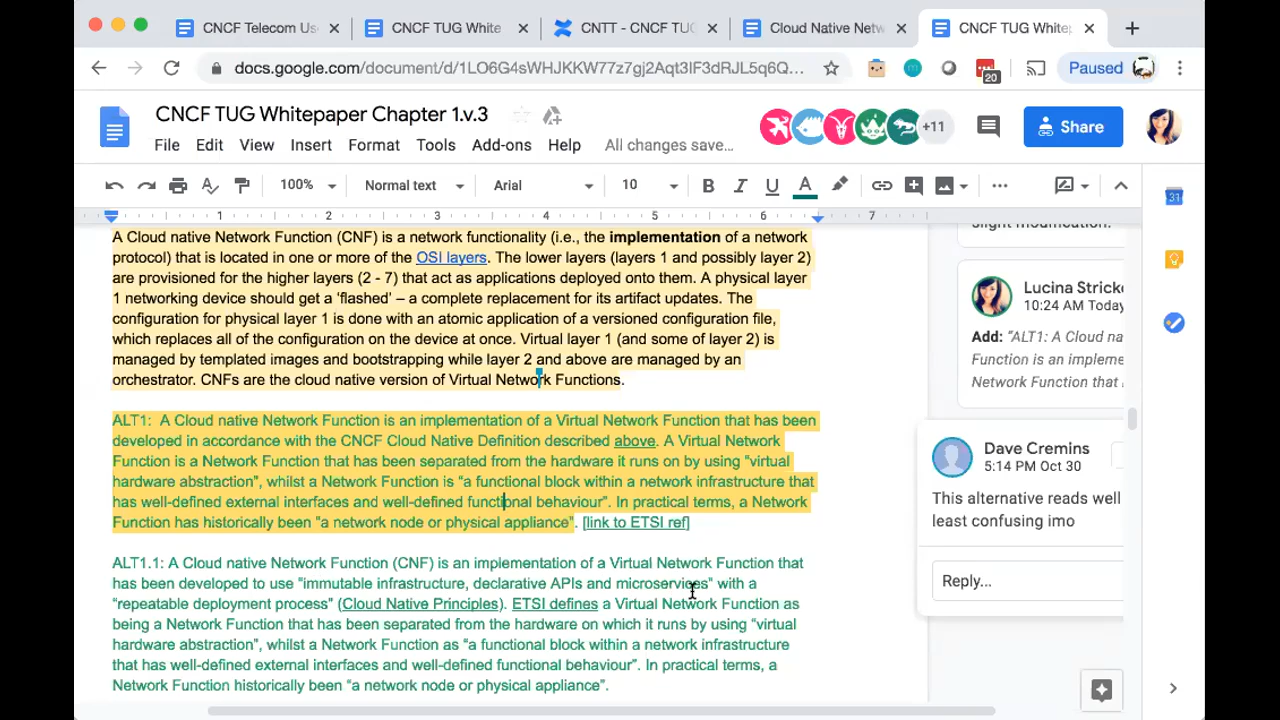 CNCF Telecom Us
CNCF TUG White
CNTT - CNCF TUG
Cloud Native Netw
CNCF TUG White
docs.google.com/document/d/1LO6G4sWHJKKW77z7gj2Aqt3lF3dRJL5q6Q...
20
Paused
CNCF TUG Whitepaper Chapter 1.v.3
+11
Share
File Edit View Insert Format Tools Add-ons Help All changes save...
100% Normal text Arial 10 B I U A
1 2 3 4 5 6 7
31
A Cloud native Network Function (CNF) is a network functionality (i.e., the implementation of a network
protocol) that is located in one or more of the OSI layers. The lower layers (layers 1 and possibly layer 2)
are provisioned for the higher layers (2 - 7) that act as applications deployed onto them. A physical layer
1 networking device should get a ‘flashed’ – a complete replacement for its artifact updates. The
configuration for physical layer 1 is done with an atomic application of a versioned configuration file,
which replaces all of the configuration on the device at once. Virtual layer 1 (and some of layer 2) is
managed by templated images and bootstrapping while layer 2 and above are managed by an
orchestrator. CNFs are the cloud native version of Virtual Network Functions.
ALT1: A Cloud native Network Function is an implementation of a Virtual Network Function that has been
developed in accordance with the CNCF Cloud Native Definition described above. A Virtual Network
Function is a Network Function that has been separated from the hardware it runs on by using “virtual
hardware abstraction”, whilst a Network Function is “a functional block within a network infrastructure that
has well-defined external interfaces and well-defined functional behaviour”. In practical terms, a Network
Function has historically been “a network node or physical appliance”. [link to ETSI ref]
ALT1.1: A Cloud native Network Function (CNF) is an implementation of a Virtual Network Function that
has been developed to use “immutable infrastructure, declarative APIs and microservices” with a
“repeatable deployment process” (Cloud Native Principles). ETSI defines a Virtual Network Function as
being a Network Function that has been separated from the hardware on which it runs by using “virtual
hardware abstraction”, whilst a Network Function as “a functional block within a network infrastructure
that has well-defined external interfaces and well-defined functional behaviour”. In practical terms, a
Network Function historically been “a network node or physical appliance”.
slight modification.
Lucina Stricke
10:24 AM Today
Add: “ALT1: A Cloud na
Function is an impleme
Network Function that
Dave Cremins
5:14 PM Oct 30
This alternative reads well
least confusing imo
Reply...